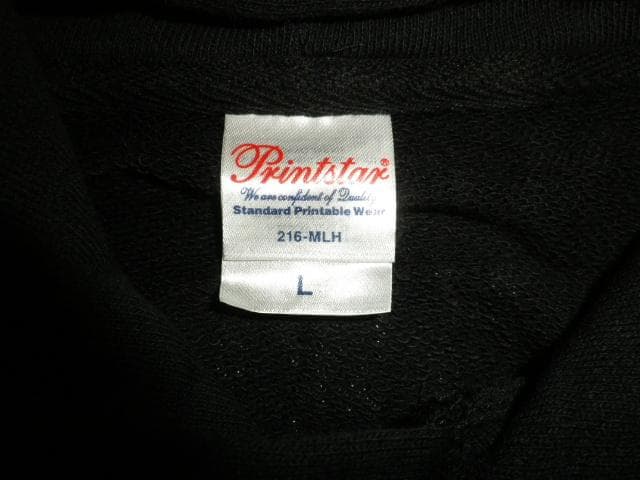 Printstar®
We are confident of Quality
Standard Printable Wear
216-MLH
L